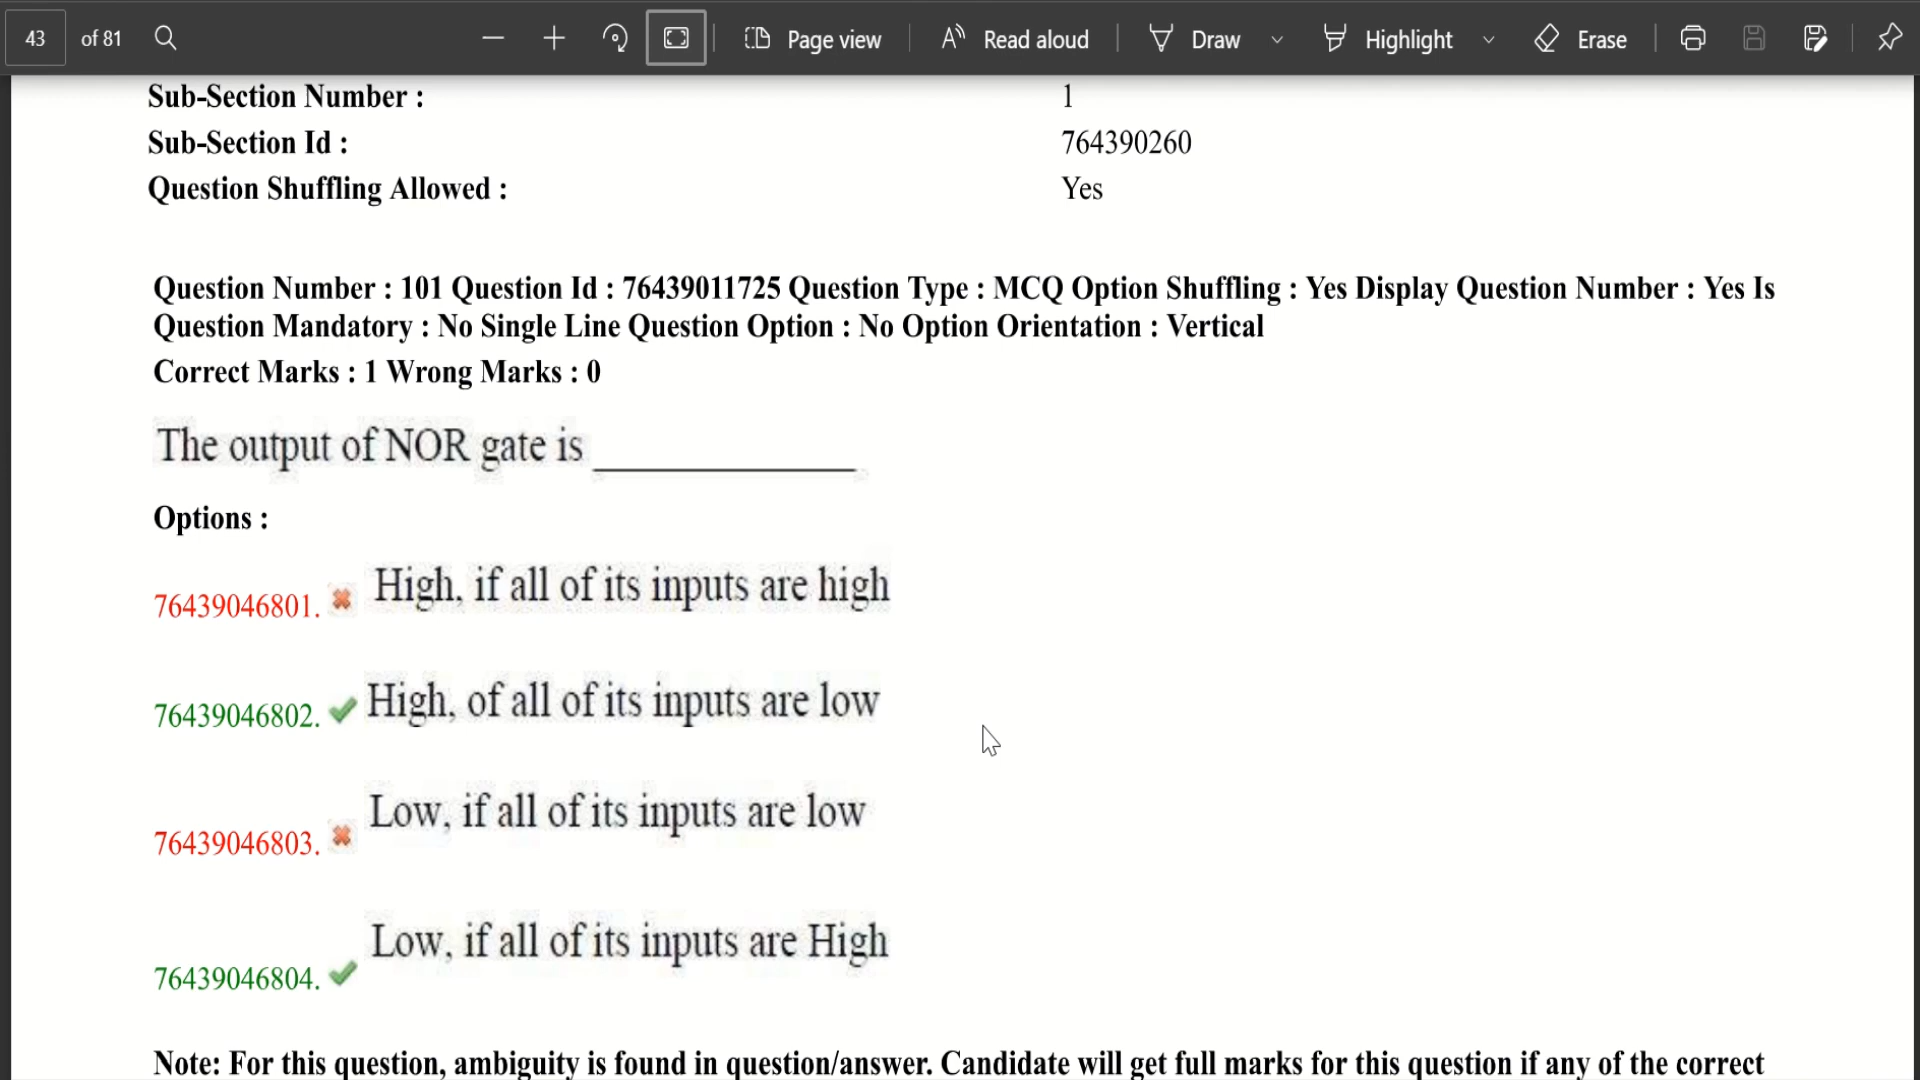 43 of 81 Page view Read aloud Draw Highlight Erase
Sub-Section Number : 1
Sub-Section Id : 764390260
Question Shuffling Allowed : Yes
Question Number : 101 Question Id : 76439011725 Question Type : MCQ Option Shuffling : Yes Display Question Number : Yes Is
Question Mandatory : No Single Line Question Option : No Option Orientation : Vertical
Correct Marks : 1 Wrong Marks : 0
The output of NOR gate is ____________
Options :
76439046801. ✖ High, if all of its inputs are high
76439046802. ✔ High, of all of its inputs are low
76439046803. ✖ Low, if all of its inputs are low
76439046804. ✔ Low, if all of its inputs are High
Note: For this question, ambiguity is found in question/answer. Candidate will get full marks for this question if any of the correct